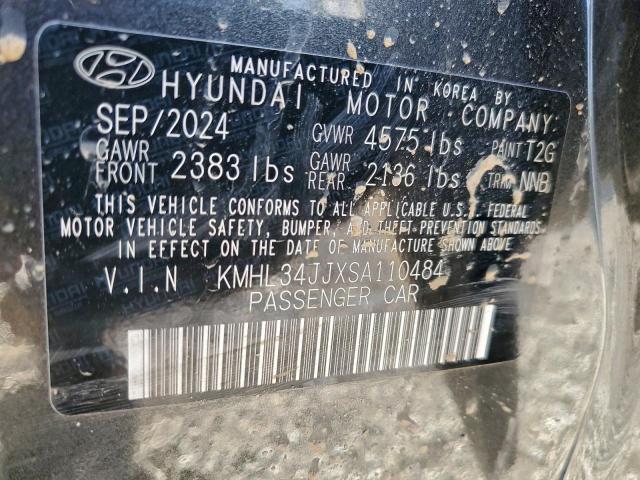 MANUFACTURED IN KOREA BY
HYUNDAI MOTOR COMPANY
SEP/2024 GVWR 4575 lbs PAINT T2G
GAWR FRONT 2383 lbs GAWR REAR 2136 lbs TRIM NNB
THIS VEHICLE CONFORMS TO ALL APPLICABLE U.S. FEDERAL
MOTOR VEHICLE SAFETY, BUMPER, AND THEFT PREVENTION STANDARDS
IN EFFECT ON THE DATE OF MANUFACTURE SHOWN ABOVE.
V.I.N KMHL34JJXSA110484
PASSENGER CAR